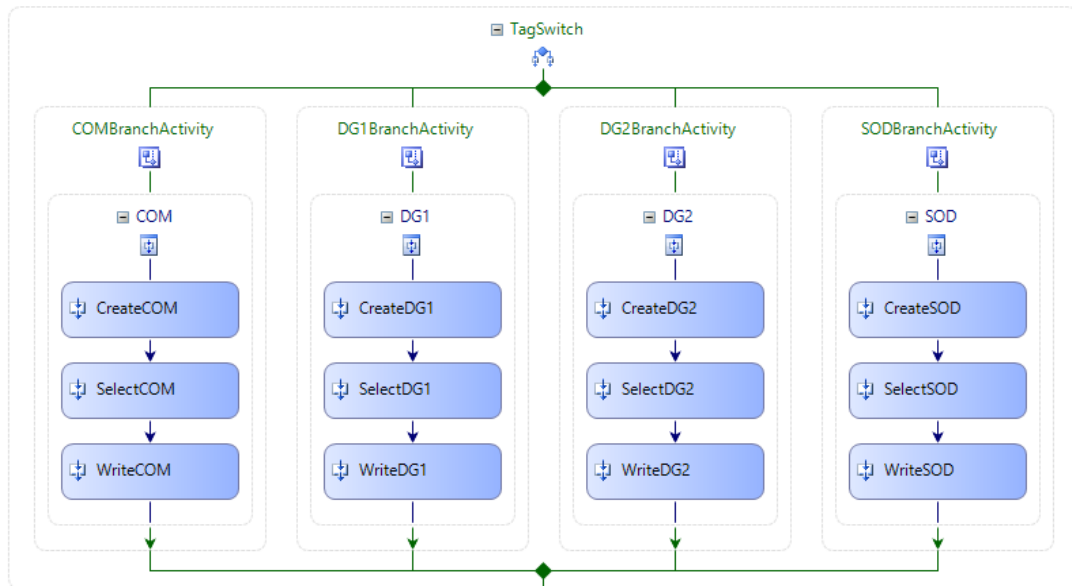 TagSwitch
COMBranchActivity
DG1BranchActivity
DG2BranchActivity
SODBranchActivity
COM
DG1
DG2
SOD
CreateCOM
CreateDG1
CreateDG2
CreateSOD
SelectCOM
SelectDG1
SelectDG2
SelectSOD
WriteCOM
WriteDG1
WriteDG2
WriteSOD